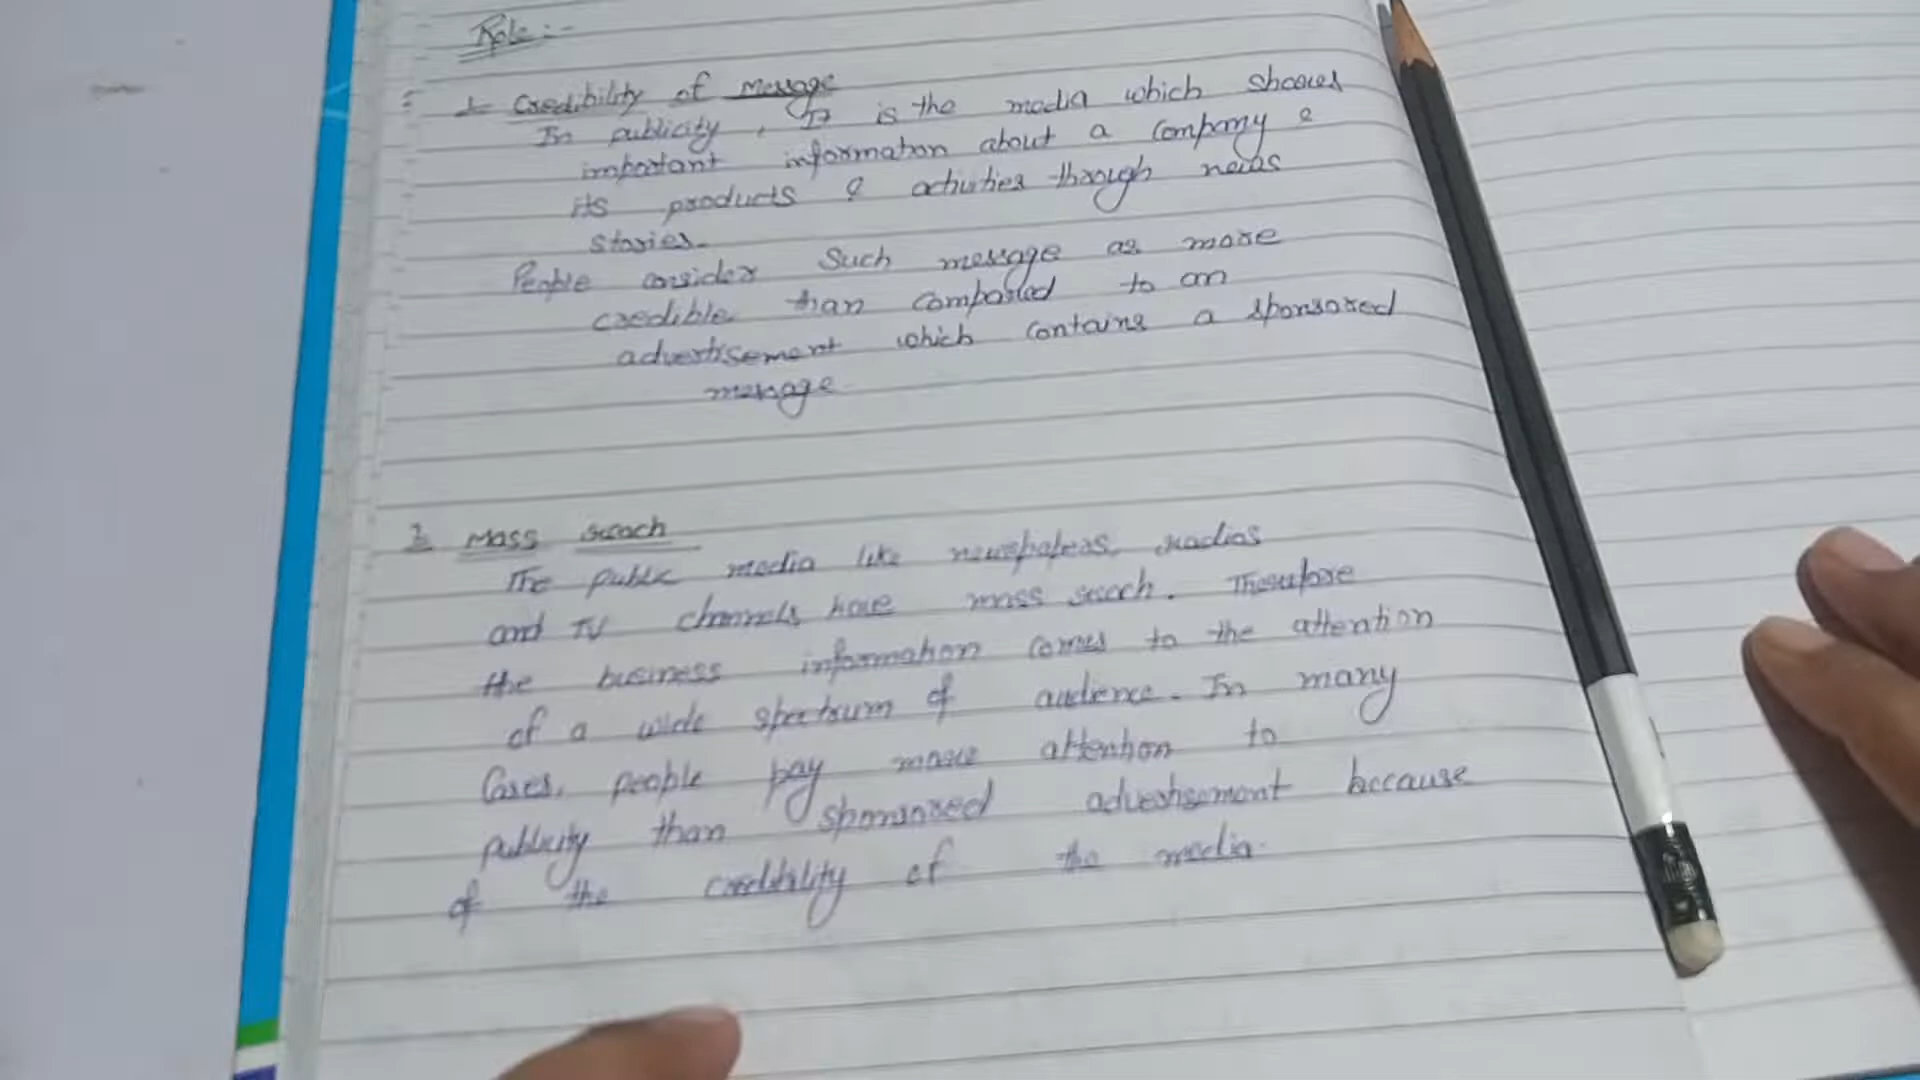 Role :-
1 Credibility of Message
In publicity, It is the media which shares
important information about a company &
its products & activities through news
stories.
People consider such message as more
credible than compared to an
advertisement which contains a sponsored
message
2 Mass reach
The public media like newspapers, radios
and TV channels have mass reach. Therefore
the business information comes to the attention
of a wide spectrum of audience. In many
Cases, people pay more attention to
publicity than sponsored advertisement because
of the credibility of the media.